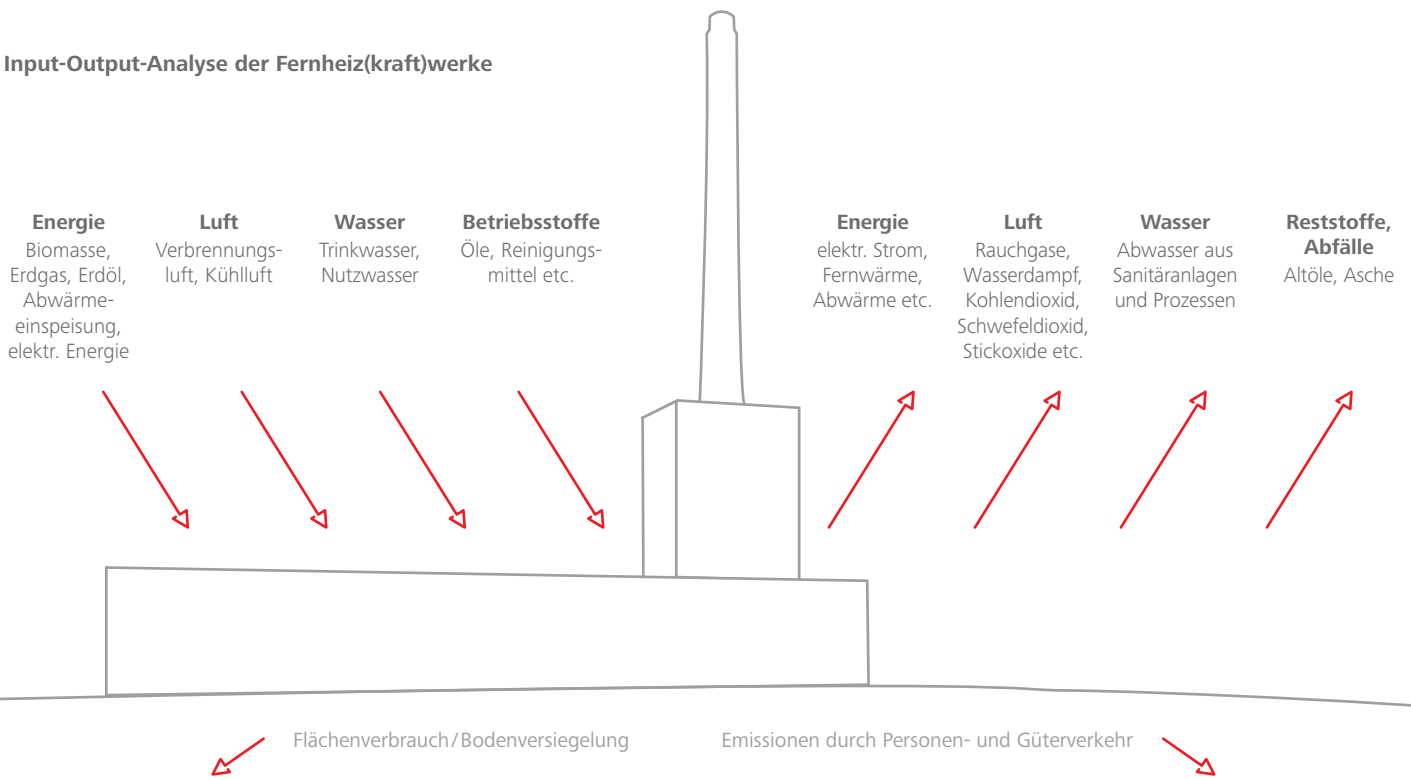 Input-Output-Analyse der Fernheiz(kraft)werke
Energie
Biomasse,
Erdgas, Erdöl,
Abwärme-
einspeisung,
elektr. Energie
Luft
Verbrennungs-
luft, Kühlluft
Wasser
Trinkwasser,
Nutzwasser
Betriebsstoffe
Öle, Reinigungs-
mittel etc.
Energie
elektr. Strom,
Fernwärme,
Abwärme etc.
Luft
Rauchgase,
Wasserdampf,
Kohlendioxid,
Schwefeldioxid,
Stickoxide etc.
Wasser
Abwasser aus
Sanitäranlagen
und Prozessen
Reststoffe,
Abfälle
Altöle, Asche
Flächenverbrauch/Bodenversiegelung
Emissionen durch Personen- und Güterverkehr